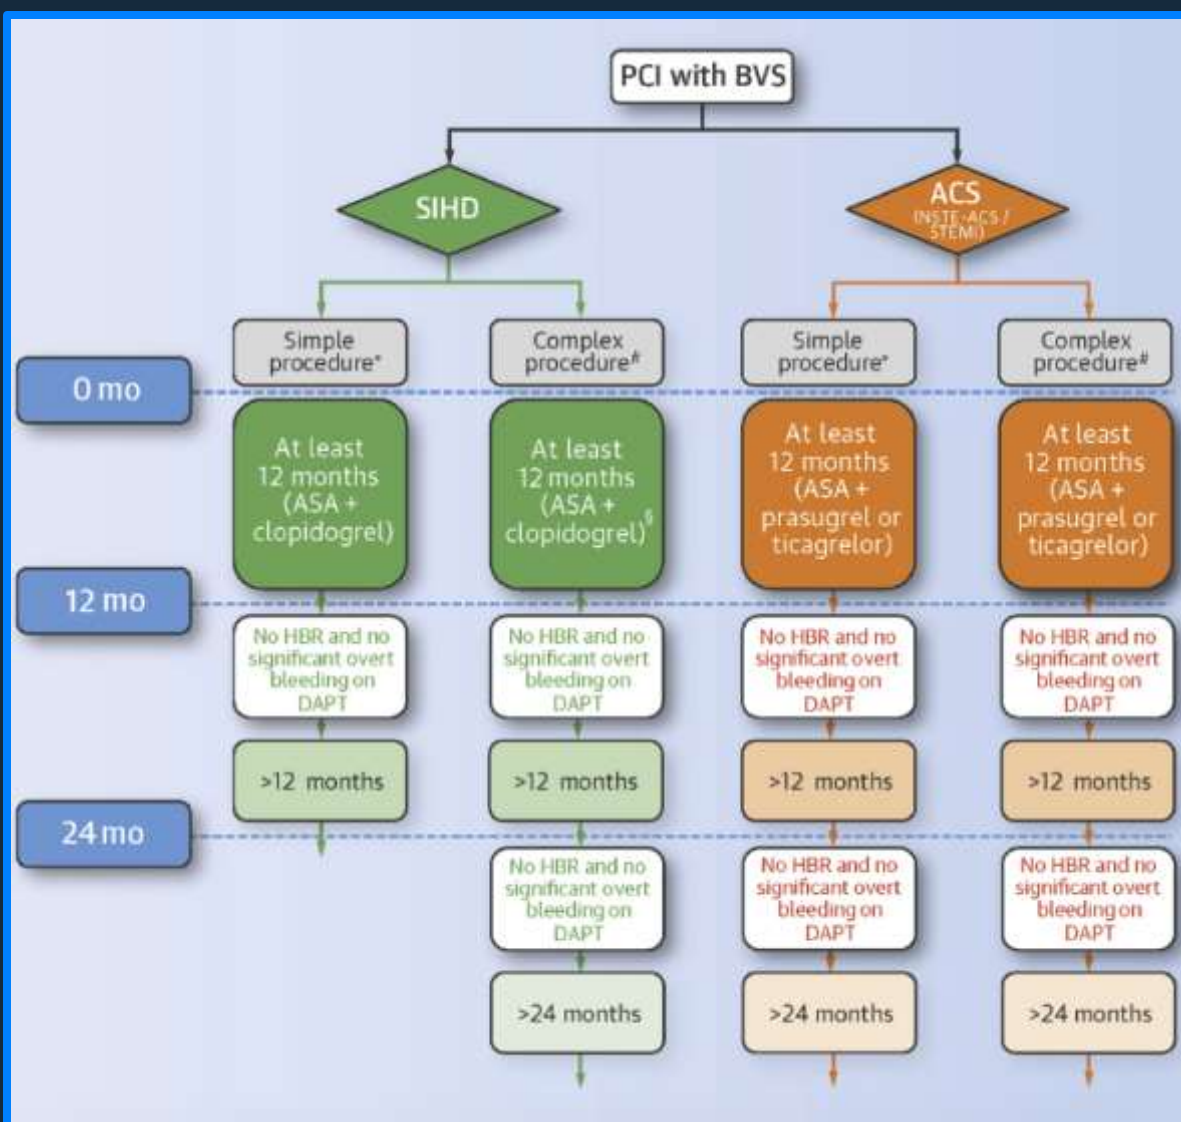 PCI with BVS
SIHD
ACS
(NSTE-ACS /
STEMI)
Simple
procedure*
Complex
procedure#
Simple
procedure*
Complex
procedure#
0 mo
At least
12 months
(ASA +
clopidogrel)
At least
12 months
(ASA +
clopidogrel)§
At least
12 months
(ASA +
prasugrel or
ticagrelor)
At least
12 months
(ASA +
prasugrel or
ticagrelor)
12 mo
No HBR and no
significant overt
bleeding on
DAPT
No HBR and no
significant overt
bleeding on
DAPT
No HBR and no
significant overt
bleeding on
DAPT
No HBR and no
significant overt
bleeding on
DAPT
>12 months
>12 months
>12 months
>12 months
24 mo
No HBR and no
significant overt
bleeding on
DAPT
No HBR and no
significant overt
bleeding on
DAPT
No HBR and no
significant overt
bleeding on
DAPT
>24 months
>24 months
>24 months